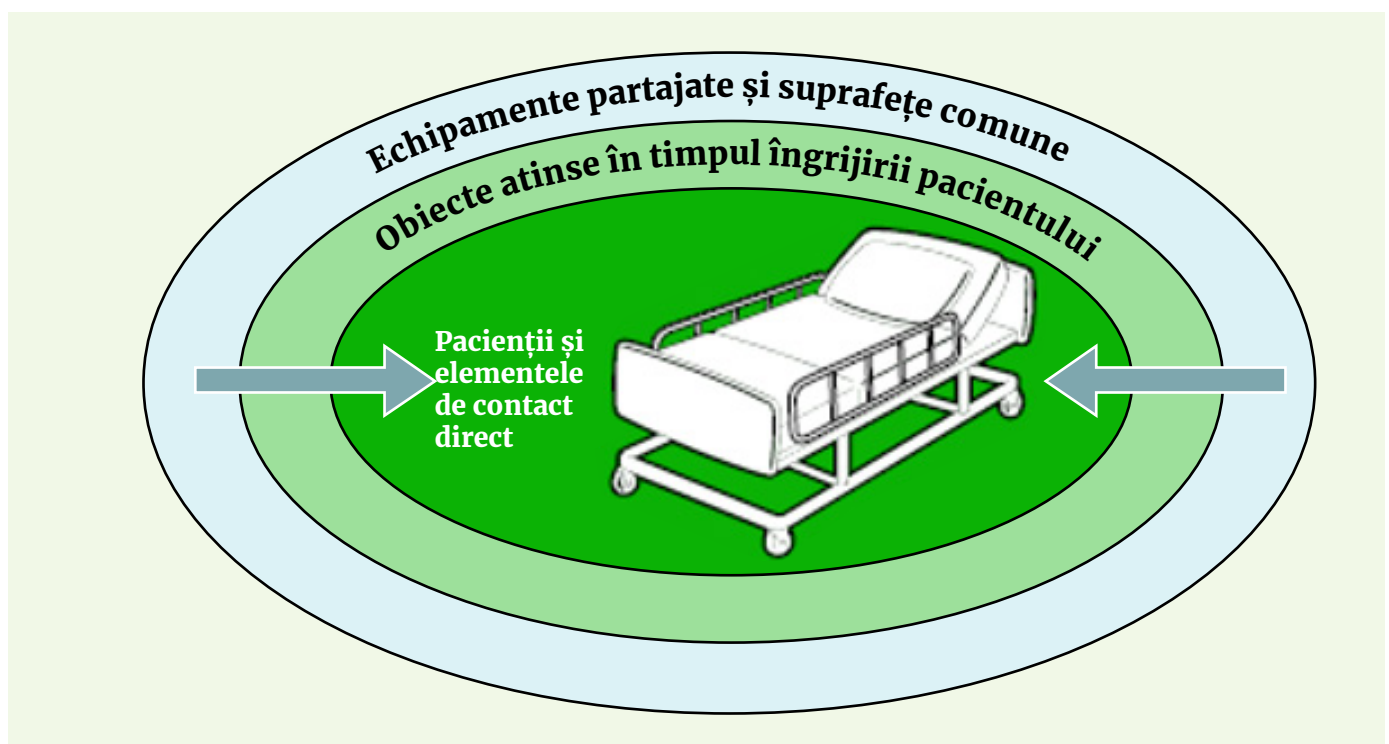 Echipamente partajate și suprafețe comune
Obiecte atinse în timpul îngrijirii pacientului
Pacienții și
elementele
de contact
direct